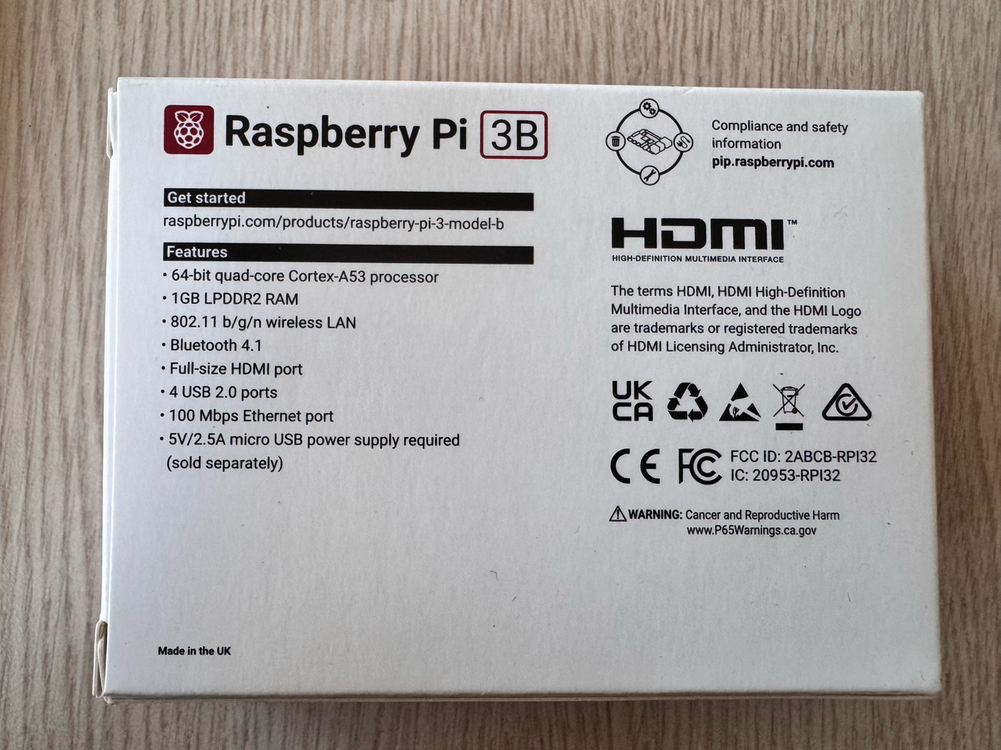 Raspberry Pi 3B
Get started
raspberrypi.com/products/raspberry-pi-3-model-b
Features
• 64-bit quad-core Cortex-A53 processor
• 1GB LPDDR2 RAM
• 802.11 b/g/n wireless LAN
• Bluetooth 4.1
• Full-size HDMI port
• 4 USB 2.0 ports
• 100 Mbps Ethernet port
• 5V/2.5A micro USB power supply required
(sold separately)
Made in the UK
Compliance and safety
information
pip.raspberrypi.com
HDMI™
HIGH-DEFINITION MULTIMEDIA INTERFACE
The terms HDMI, HDMI High-Definition
Multimedia Interface, and the HDMI Logo
are trademarks or registered trademarks
of HDMI Licensing Administrator, Inc.
UK
CA
CE FC FCC ID: 2ABCB-RPI32
IC: 20953-RPI32
WARNING: Cancer and Reproductive Harm
www.P65Warnings.ca.gov